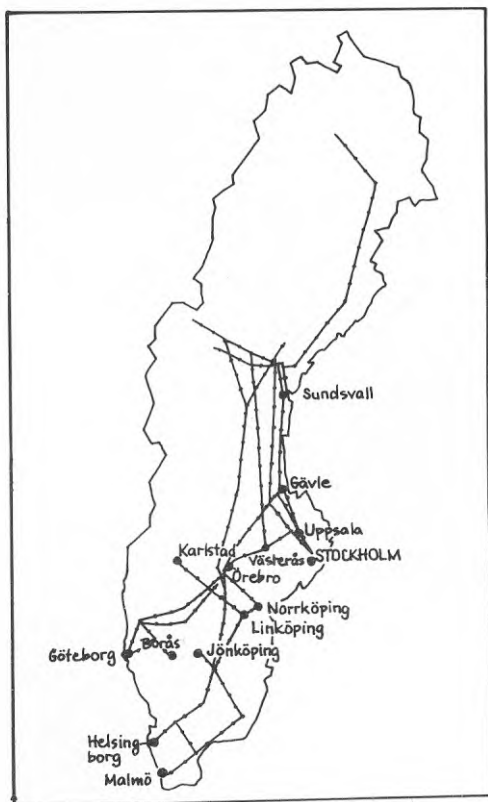 Sundsvall
Gävle
Uppsala
Karlstad
Västerås
STOCKHOLM
Örebro
Norrköping
Linköping
Borås
Jönköping
Göteborg
Helsing
borg
Malmö